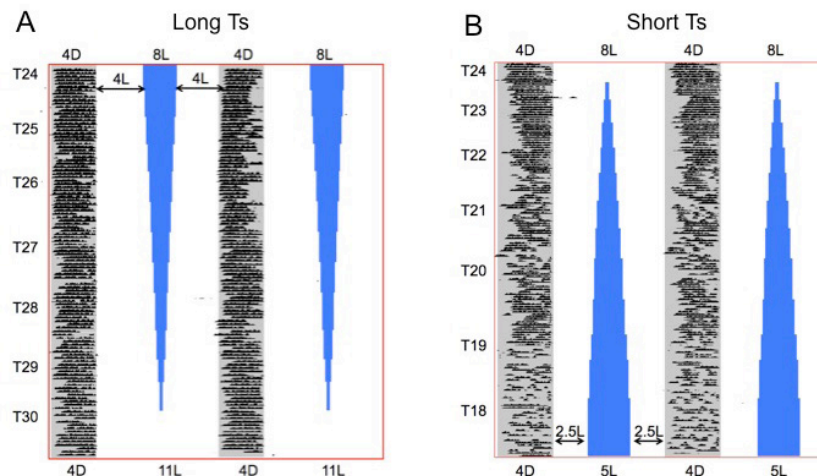 A
Long Ts
4D 8L 4D 8L
T24
4L 4L
T25
T26
T27
T28
T29
T30
4D 11L 4D 11L
B
Short Ts
4D 8L 4D 8L
T24
T23
T22
T21
T20
T19
T18
2.5L 2.5L
4D 5L 4D 5L